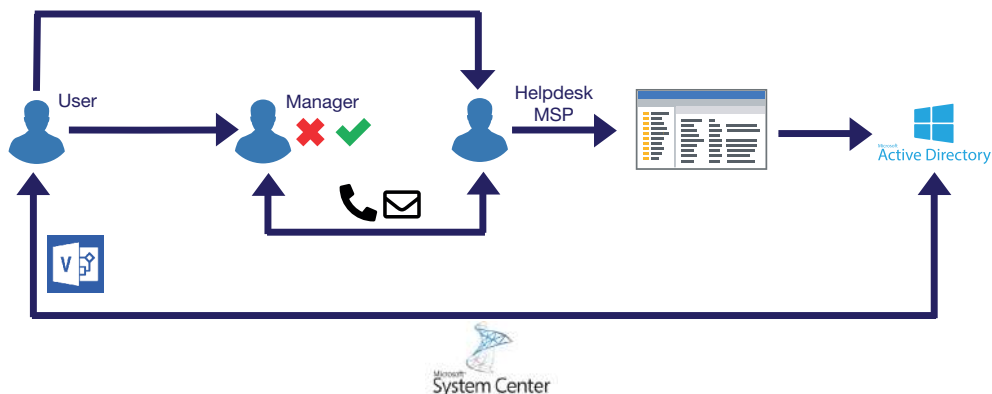 User
Manager
Helpdesk
MSP
Microsoft
Active Directory
V
Microsoft
System Center